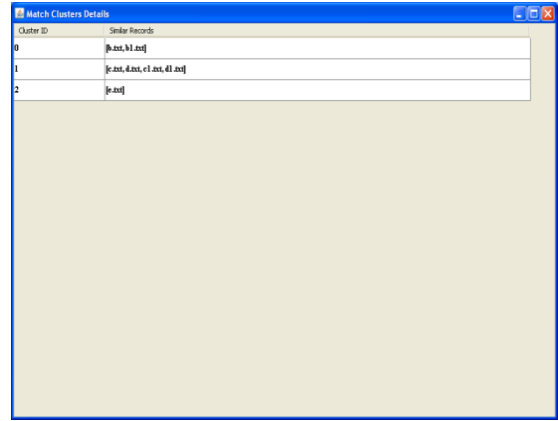 Match Clusters Details
Cluster ID Similar Records
0 [b.txt, b1.txt]
1 [c.txt, d.txt, c1.txt, d1.txt]
2 [e.txt]